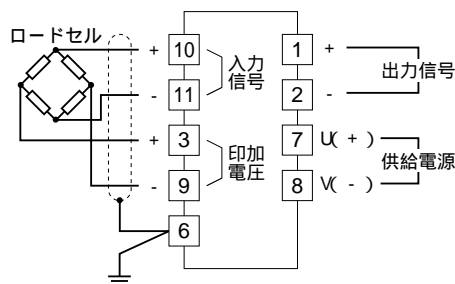 ロードセル
+ 10 入力
信号
- 11
+ 3 印加
電圧
- 9
6
1 +
出力信号
2 -
7 U( + )
供給電源
8 V( - )